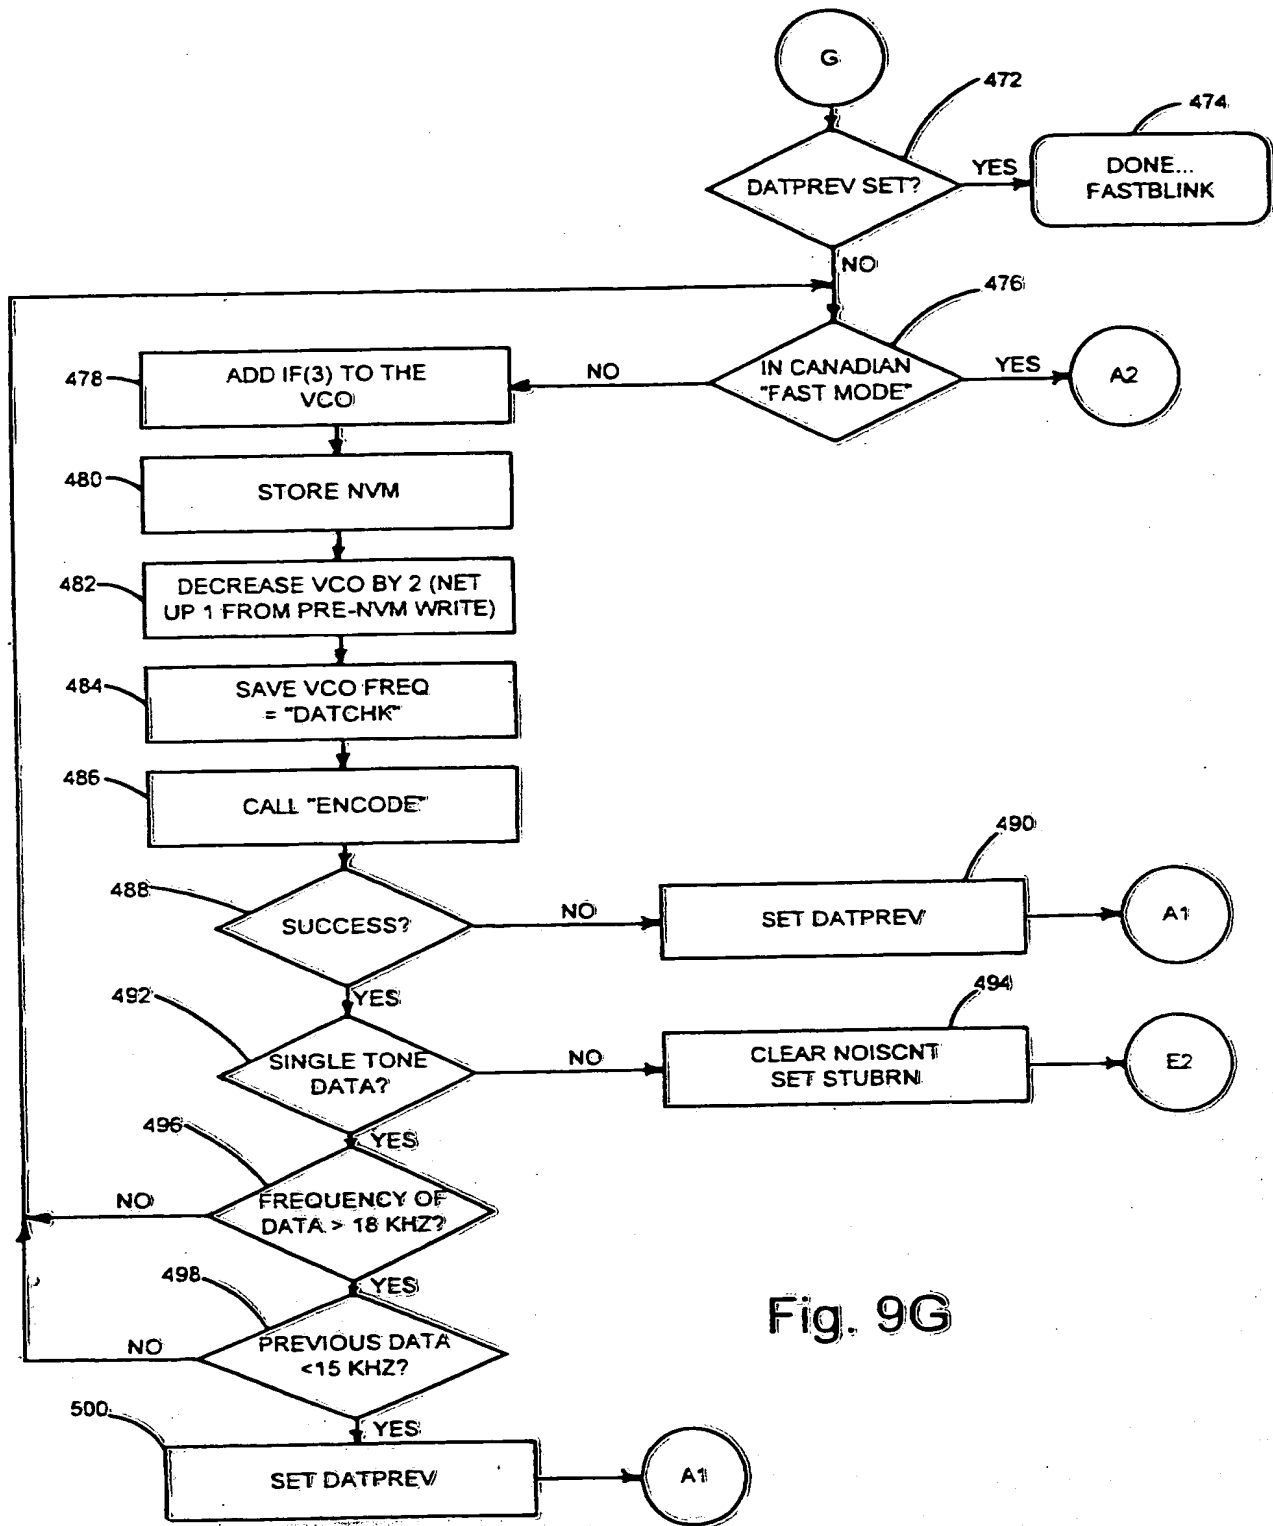 G
472
474
DATPREV SET?
YES
DONE...
FASTBLINK
NO
476
IN CANADIAN
"FAST MODE"
YES
A2
NO
478
ADD IF(3) TO THE
VCO
480
STORE NVM
482
DECREASE VCO BY 2 (NET
UP 1 FROM PRE-NVM WRITE)
484
SAVE VCO FREQ
= "DATCHK"
486
CALL "ENCODE"
488
SUCCESS?
NO
490
SET DATPREV
A1
YES
492
SINGLE TONE
DATA?
NO
494
CLEAR NOISCNT
SET STUBRN
E2
YES
496
FREQUENCY OF
DATA > 18 KHZ?
NO
YES
498
PREVIOUS DATA
<15 KHZ?
NO
YES
500
SET DATPREV
A1
Fig. 9G